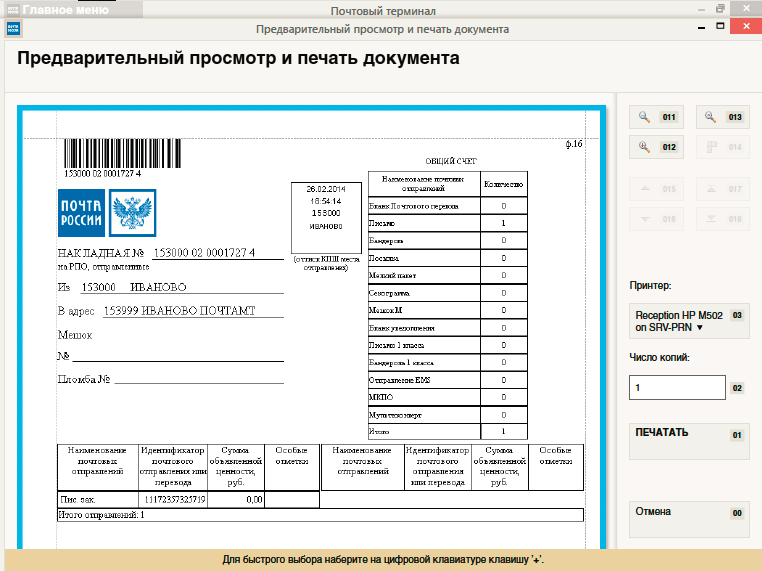 Главное меню
Почтовый терминал
Предварительный просмотр и печать документа
Предварительный просмотр и печать документа
ф.16
153000 02 0001727 4
ПОЧТА РОССИИ
26.02.2014
16:54:14
153000
ИВАНОВО
(оттиск КПШ места отправления)
НАКЛАДНАЯ № 153000 02 0001727 4
на РПО, отправленные
Из 153000 ИВАНОВО
В адрес 153999 ИВАНОВО ПОЧТАМТ
Мешок
№
Пломба №
ОБЩИЙ СЧЕТ
Наименование почтовых отправлений Количество
Бланк Почтового перевода 0
Письмо 1
Бандероль 0
Посылка 0
Мелкий пакет 0
Секограмма 0
Мешок М 0
Бланк уведомления 0
Письмо 1 класса 0
Бандероль 1 класса 0
Отправление EMS 0
МКПО 0
Мультиконверт 0
Итого 1
Наименование почтовых отправлений Идентификатор почтового отправления или перевода Сумма объявленной ценности, руб. Особые отметки Наименование почтовых отправлений Идентификатор почтового отправления или перевода Сумма объявленной ценности, руб. Особые отметки
Пис. зак. 11172357325719 0,00
Итого отправлений: 1
011 013
012 014
015 017
016 018
Принтер:
Reception HP M502 03
on SRV-PRN ▼
Число копий:
1 02
ПЕЧАТАТЬ 01
Отмена 00
Для быстрого выбора наберите на цифровой клавиатуре клавишу '+'.